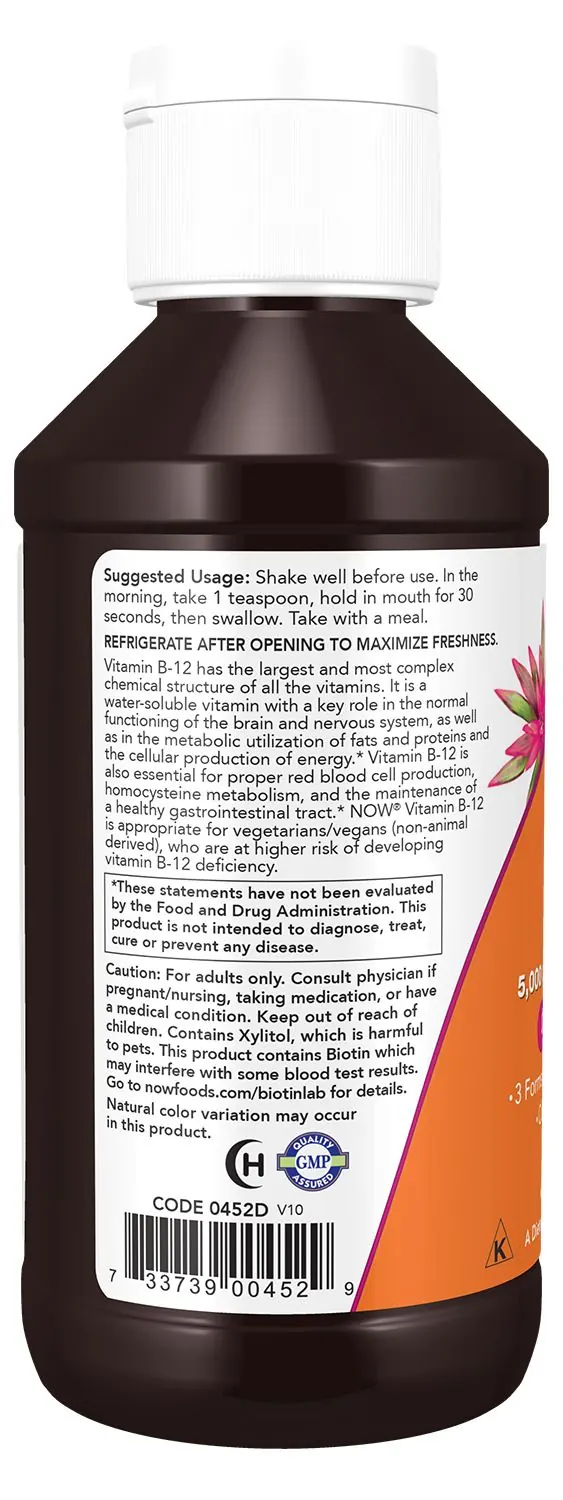 Suggested Usage: Shake well before use. In the
morning, take 1 teaspoon, hold in mouth for 30
seconds, then swallow. Take with a meal.
REFRIGERATE AFTER OPENING TO MAXIMIZE FRESHNESS.
Vitamin B-12 has the largest and most complex
chemical structure of all the vitamins. It is a
water-soluble vitamin with a key role in the normal
functioning of the brain and nervous system, as well
as in the metabolic utilization of fats and proteins and
the cellular production of energy.* Vitamin B-12 is
also essential for proper red blood cell production,
homocysteine metabolism, and the maintenance of
a healthy gastrointestinal tract.* NOW® Vitamin B-12
is appropriate for vegetarians/vegans (non-animal
derived), who are at higher risk of developing
vitamin B-12 deficiency.
*These statements have not been evaluated
by the Food and Drug Administration. This
product is not intended to diagnose, treat,
cure or prevent any disease.
Caution: For adults only. Consult physician if
pregnant/nursing, taking medication, or have
a medical condition. Keep out of reach of
children. Contains Xylitol, which is harmful
to pets. This product contains Biotin which
may interfere with some blood test results.
Go to nowfoods.com/biotinlab for details.
Natural color variation may occur
in this product.
H
QUALITY
GMP
ASSURED
CODE 0452D V10
7 33739 00452 9
5,000
• 3
K
A